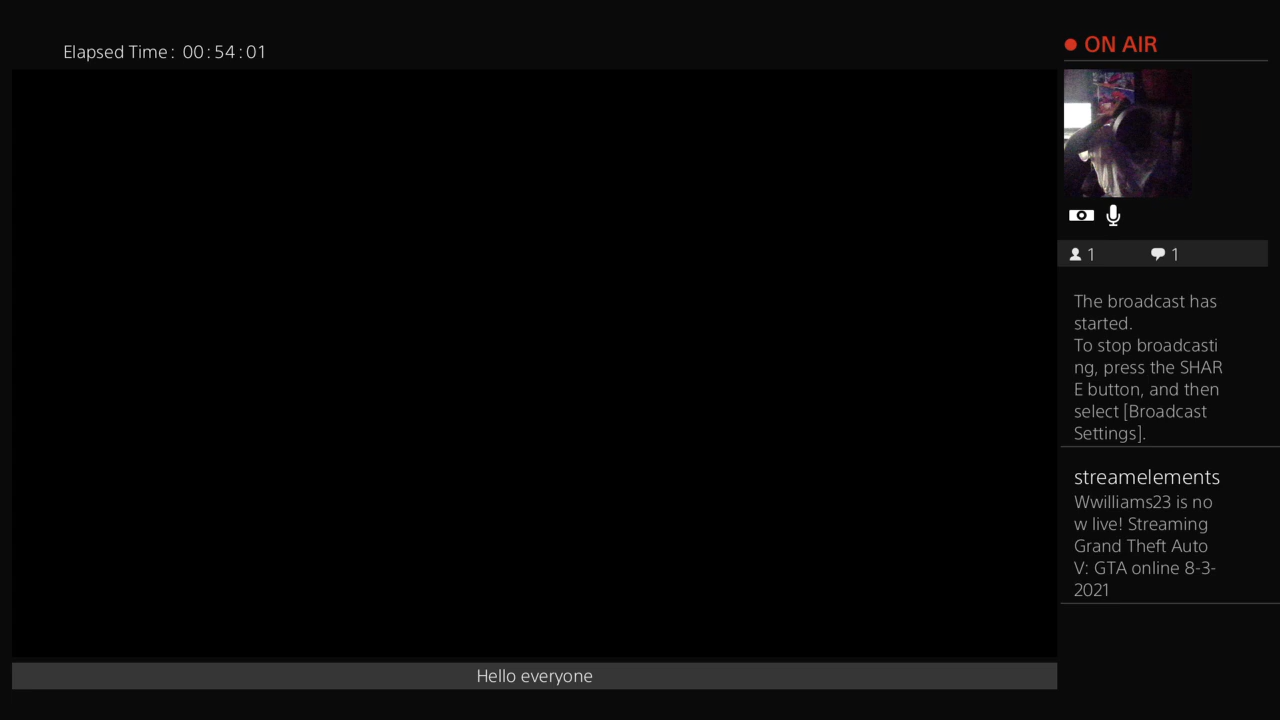 Elapsed Time: 00:54:01
ON AIR
1
1
The broadcast has
started.
To stop broadcasti
ng, press the SHAR
E button, and then
select [Broadcast
Settings].
streamelements
Wwilliams23 is no
w live! Streaming
Grand Theft Auto
V: GTA online 8-3-
2021
Hello everyone